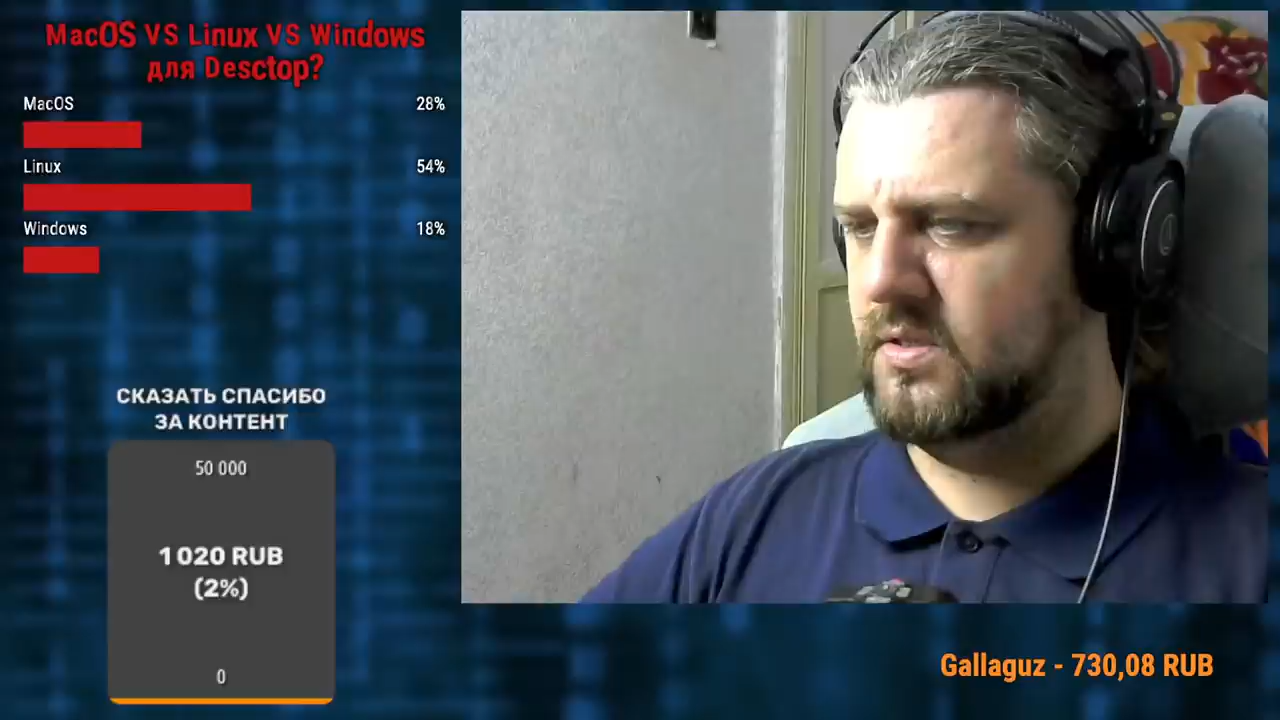 MacOS VS Linux VS Windows
для Desctop?
MacOS 28%
Linux 54%
Windows 18%
СКАЗАТЬ СПАСИБО
ЗА КОНТЕНТ
50 000
1 020 RUB
(2%)
0
Gallaguz - 730,08 RUB